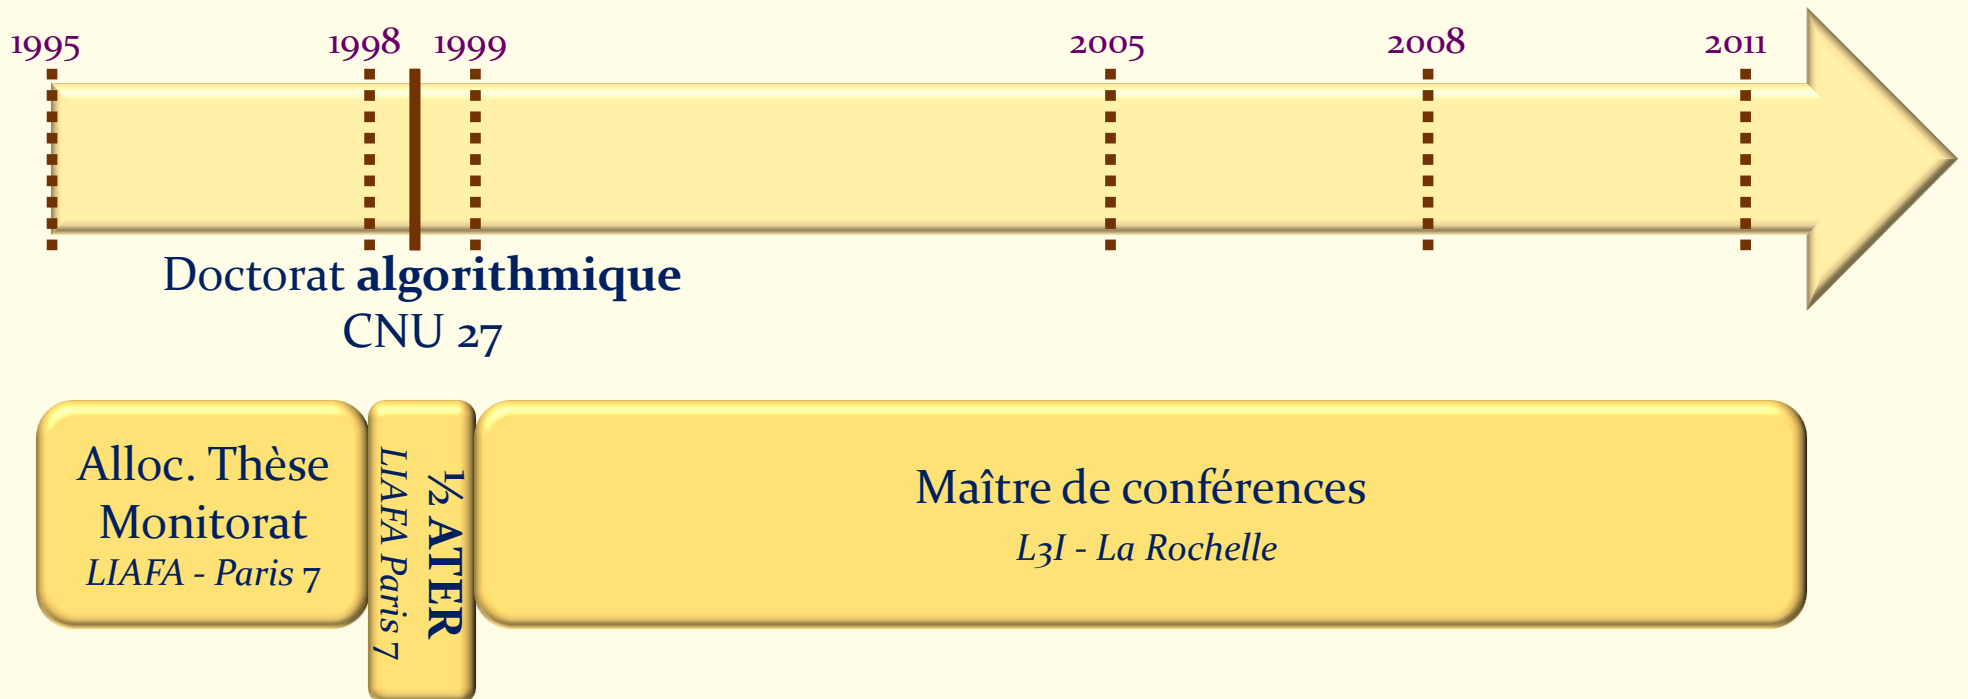 1995 1998 1999 2005 2008 2011
Doctorat algorithmique
CNU 27
Alloc. Thèse
Monitorat
LIAFA - Paris 7
½ ATER
LIAFA Paris 7
Maître de conférences
L3I - La Rochelle